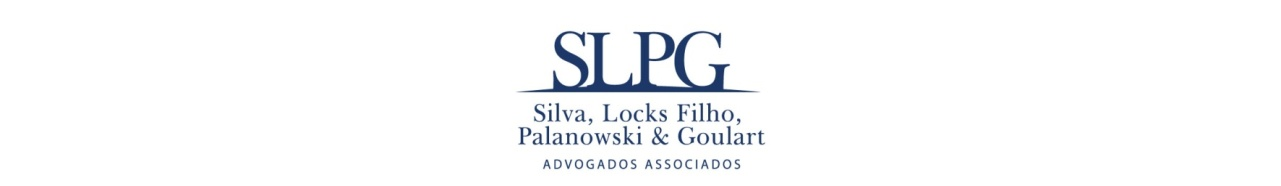 SLPG
Silva, Locks Filho,
Palanowski & Goulart
ADVOGADOS ASSOCIADOS